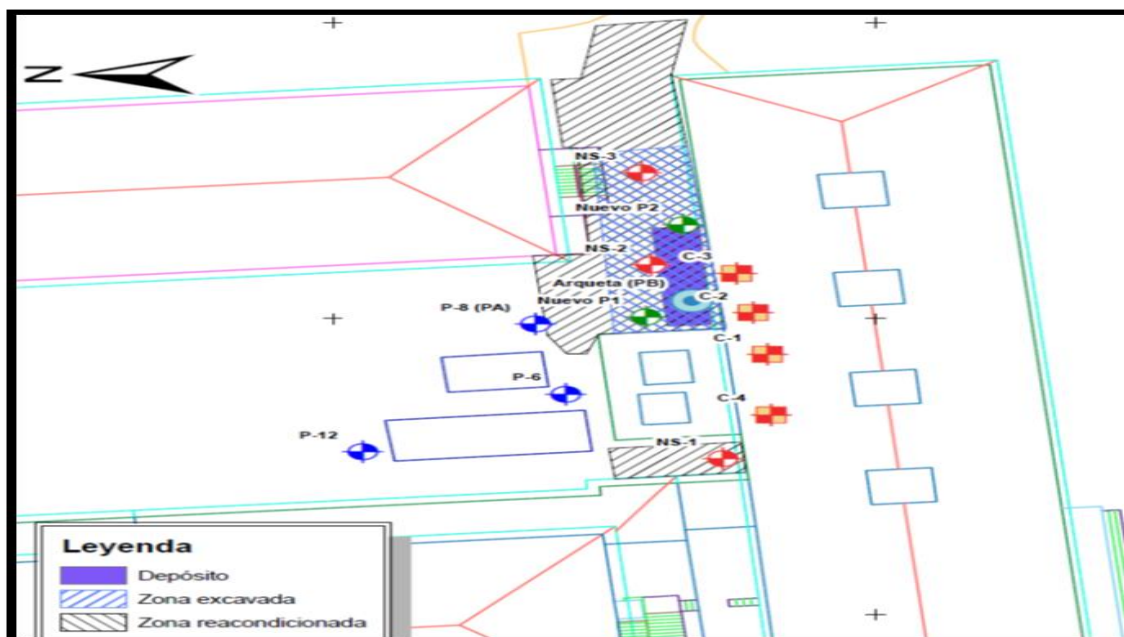 N
NS-3
Nuevo P2
NS-2
C-3
Arqueta (PB)
Nuevo P1
C-2
P-8 (PA)
C-1
P-6
C-4
P-12
NS-1
Leyenda
Depósito
Zona excavada
Zona reacondicionada